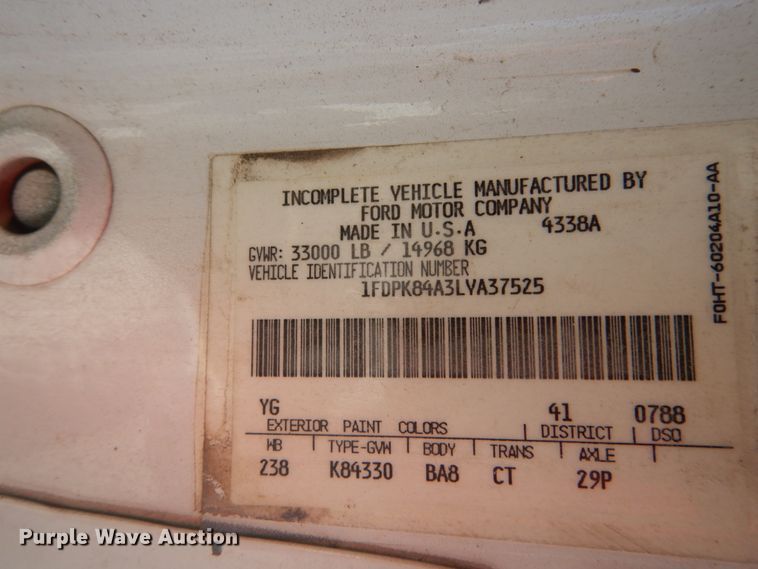 INCOMPLETE VEHICLE MANUFACTURED BY
FORD MOTOR COMPANY
MADE IN U.S.A 4338A
GVWR: 33000 LB / 14968 KG
VEHICLE IDENTIFICATION NUMBER
1FDPK84A3LVA37525
F0HT-60204A10-AA
YG 41 0788
EXTERIOR PAINT COLORS DISTRICT DSO
WB TYPE-GVW BODY TRANS AXLE
238 K84330 BA8 CT 29P
Purple Wave Auction